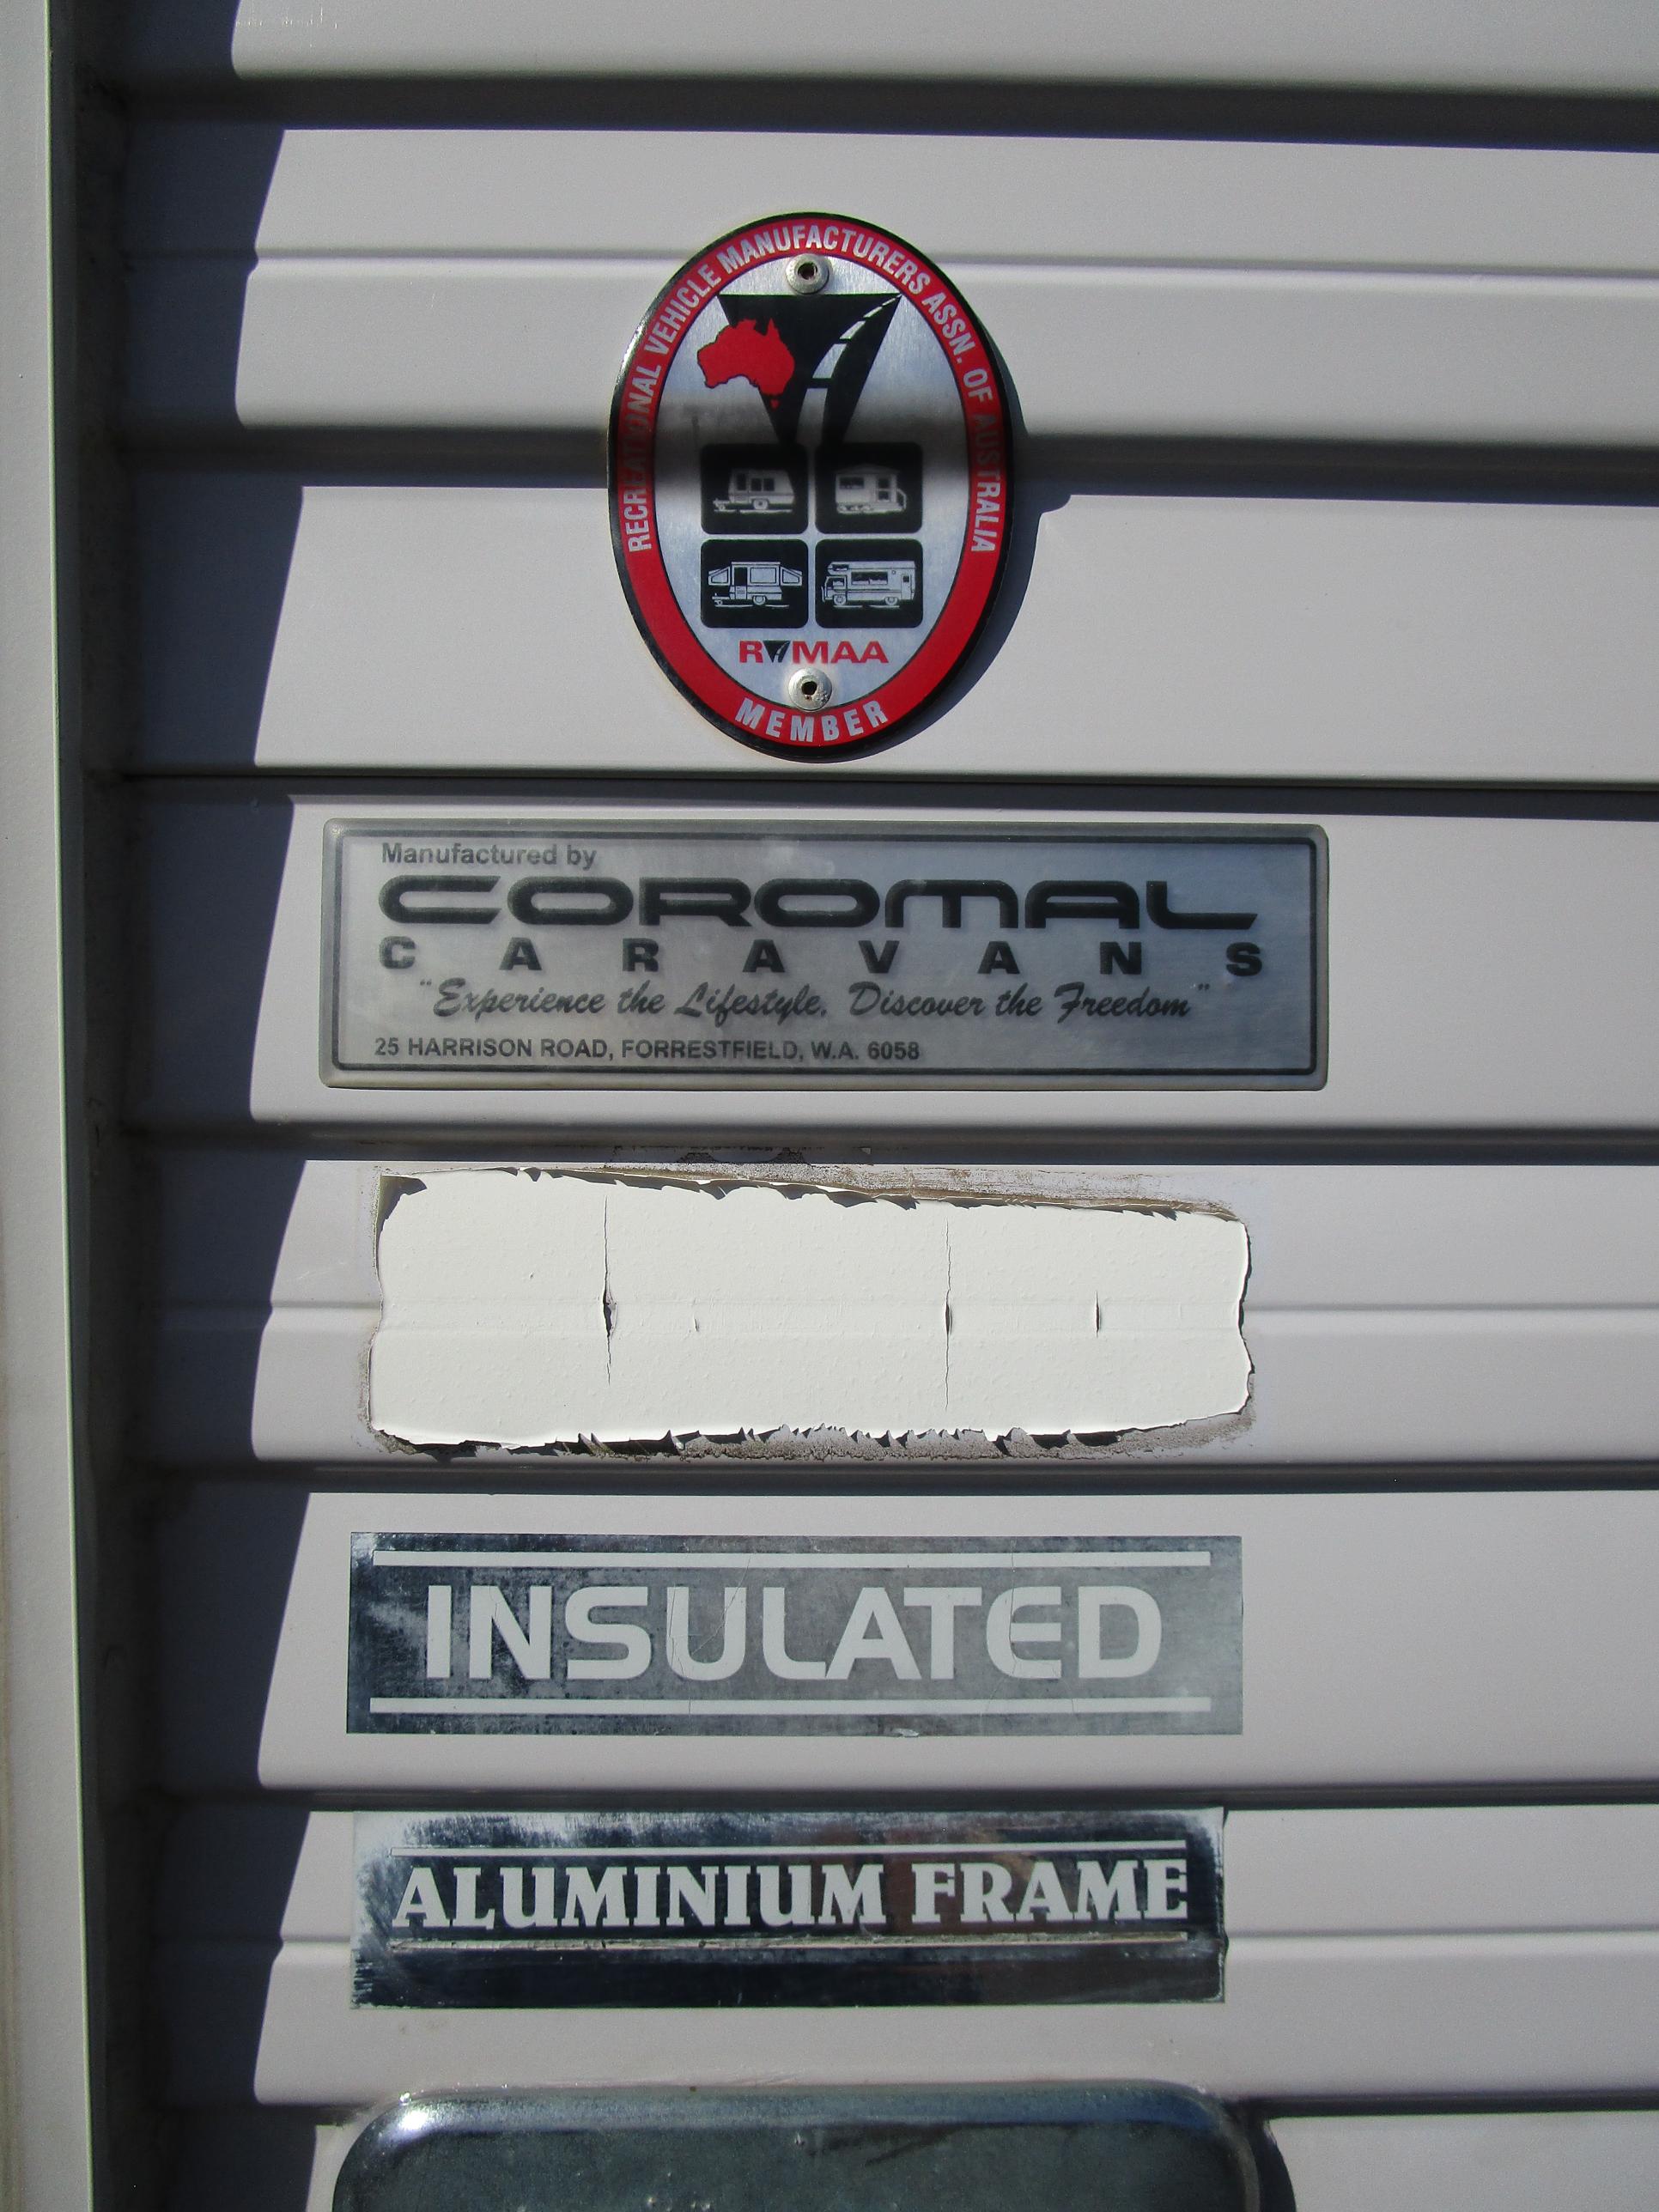 RECREATIONAL VEHICLE MANUFACTURERS ASSN. OF AUSTRALIA
RVMAA
MEMBER
Manufactured by
COROMAL
CARAVANS
"Experience the Lifestyle, Discover the Freedom"
25 HARRISON ROAD, FORRESTFIELD, W.A. 6058
INSULATED
ALUMINIUM FRAME